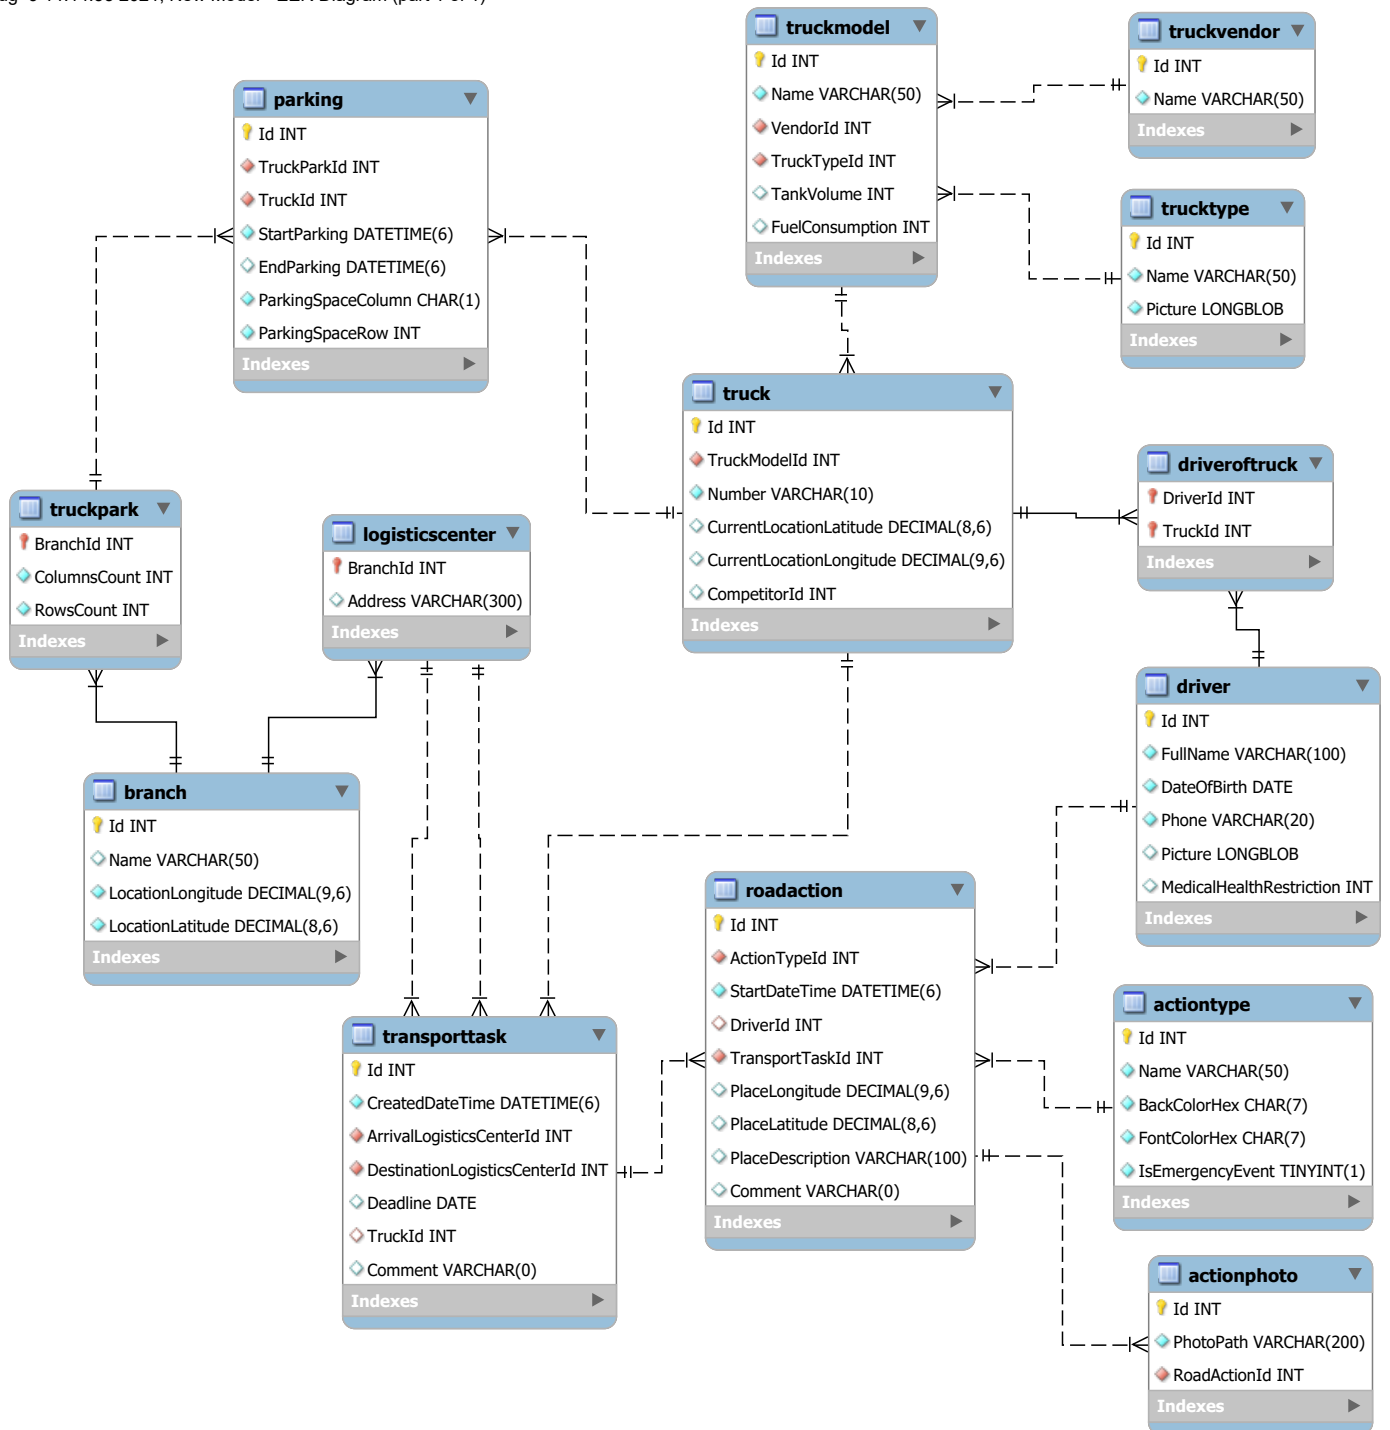 truckmodel
Id INT
Name VARCHAR(50)
VendorId INT
TruckTypeId INT
TankVolume INT
FuelConsumption INT
Indexes
truckvendor
Id INT
Name VARCHAR(50)
Indexes
parking
Id INT
TruckParkId INT
TruckId INT
StartParking DATETIME(6)
EndParking DATETIME(6)
ParkingSpaceColumn CHAR(1)
ParkingSpaceRow INT
Indexes
trucktype
Id INT
Name VARCHAR(50)
Picture LONGBLOB
Indexes
truck
Id INT
TruckModelId INT
Number VARCHAR(10)
CurrentLocationLatitude DECIMAL(8,6)
CurrentLocationLongitude DECIMAL(9,6)
CompetitorId INT
Indexes
driveroftruck
DriverId INT
TruckId INT
Indexes
truckpark
BranchId INT
ColumnsCount INT
RowsCount INT
Indexes
logisticscenter
BranchId INT
Address VARCHAR(300)
Indexes
driver
Id INT
FullName VARCHAR(100)
DateOfBirth DATE
Phone VARCHAR(20)
Picture LONGBLOB
MedicalHealthRestriction INT
Indexes
branch
Id INT
Name VARCHAR(50)
LocationLongitude DECIMAL(9,6)
LocationLatitude DECIMAL(8,6)
Indexes
roadaction
Id INT
ActionTypeId INT
StartDateTime DATETIME(6)
DriverId INT
TransportTaskId INT
PlaceLongitude DECIMAL(9,6)
PlaceLatitude DECIMAL(8,6)
PlaceDescription VARCHAR(100)
Comment VARCHAR(0)
Indexes
actiontype
Id INT
Name VARCHAR(50)
BackColorHex CHAR(7)
FontColorHex CHAR(7)
IsEmergencyEvent TINYINT(1)
Indexes
transporttask
Id INT
CreatedDateTime DATETIME(6)
ArrivalLogisticsCenterId INT
DestinationLogisticsCenterId INT
Deadline DATE
TruckId INT
Comment VARCHAR(0)
Indexes
actionphoto
Id INT
PhotoPath VARCHAR(200)
RoadActionId INT
Indexes